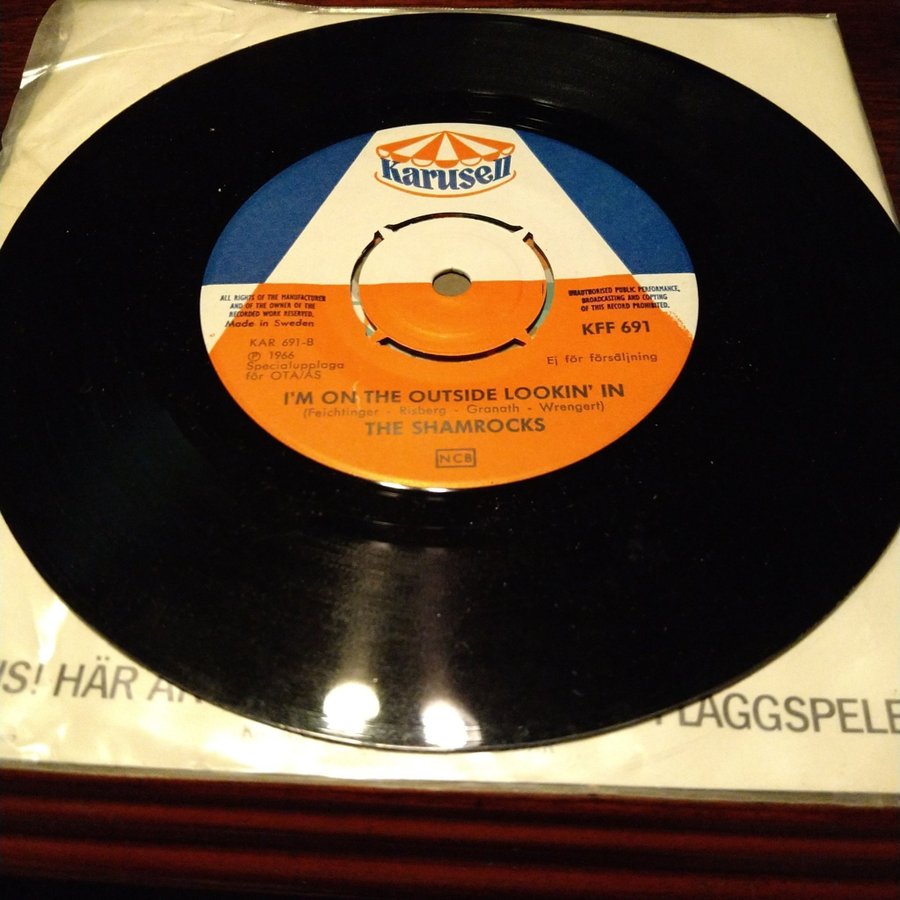 Karusell
ALL RIGHTS OF THE MANUFACTURER
AND OF THE OWNER OF THE
RECORDED WORK RESERVED.
Made in Sweden
KAR 691-B
℗ 1966
Specialupplaga
för OTA/ÅS
UNAUTHORISED PUBLIC PERFORMANCE,
BROADCASTING AND COPYING
OF THIS RECORD PROHIBITED.
KFF 691
Ej för försäljning
I'M ON THE OUTSIDE LOOKIN' IN
(Feichtinger - Risberg - Granath - Wrengert)
THE SHAMROCKS
NCB
S! HÄR
LAGGSPELE